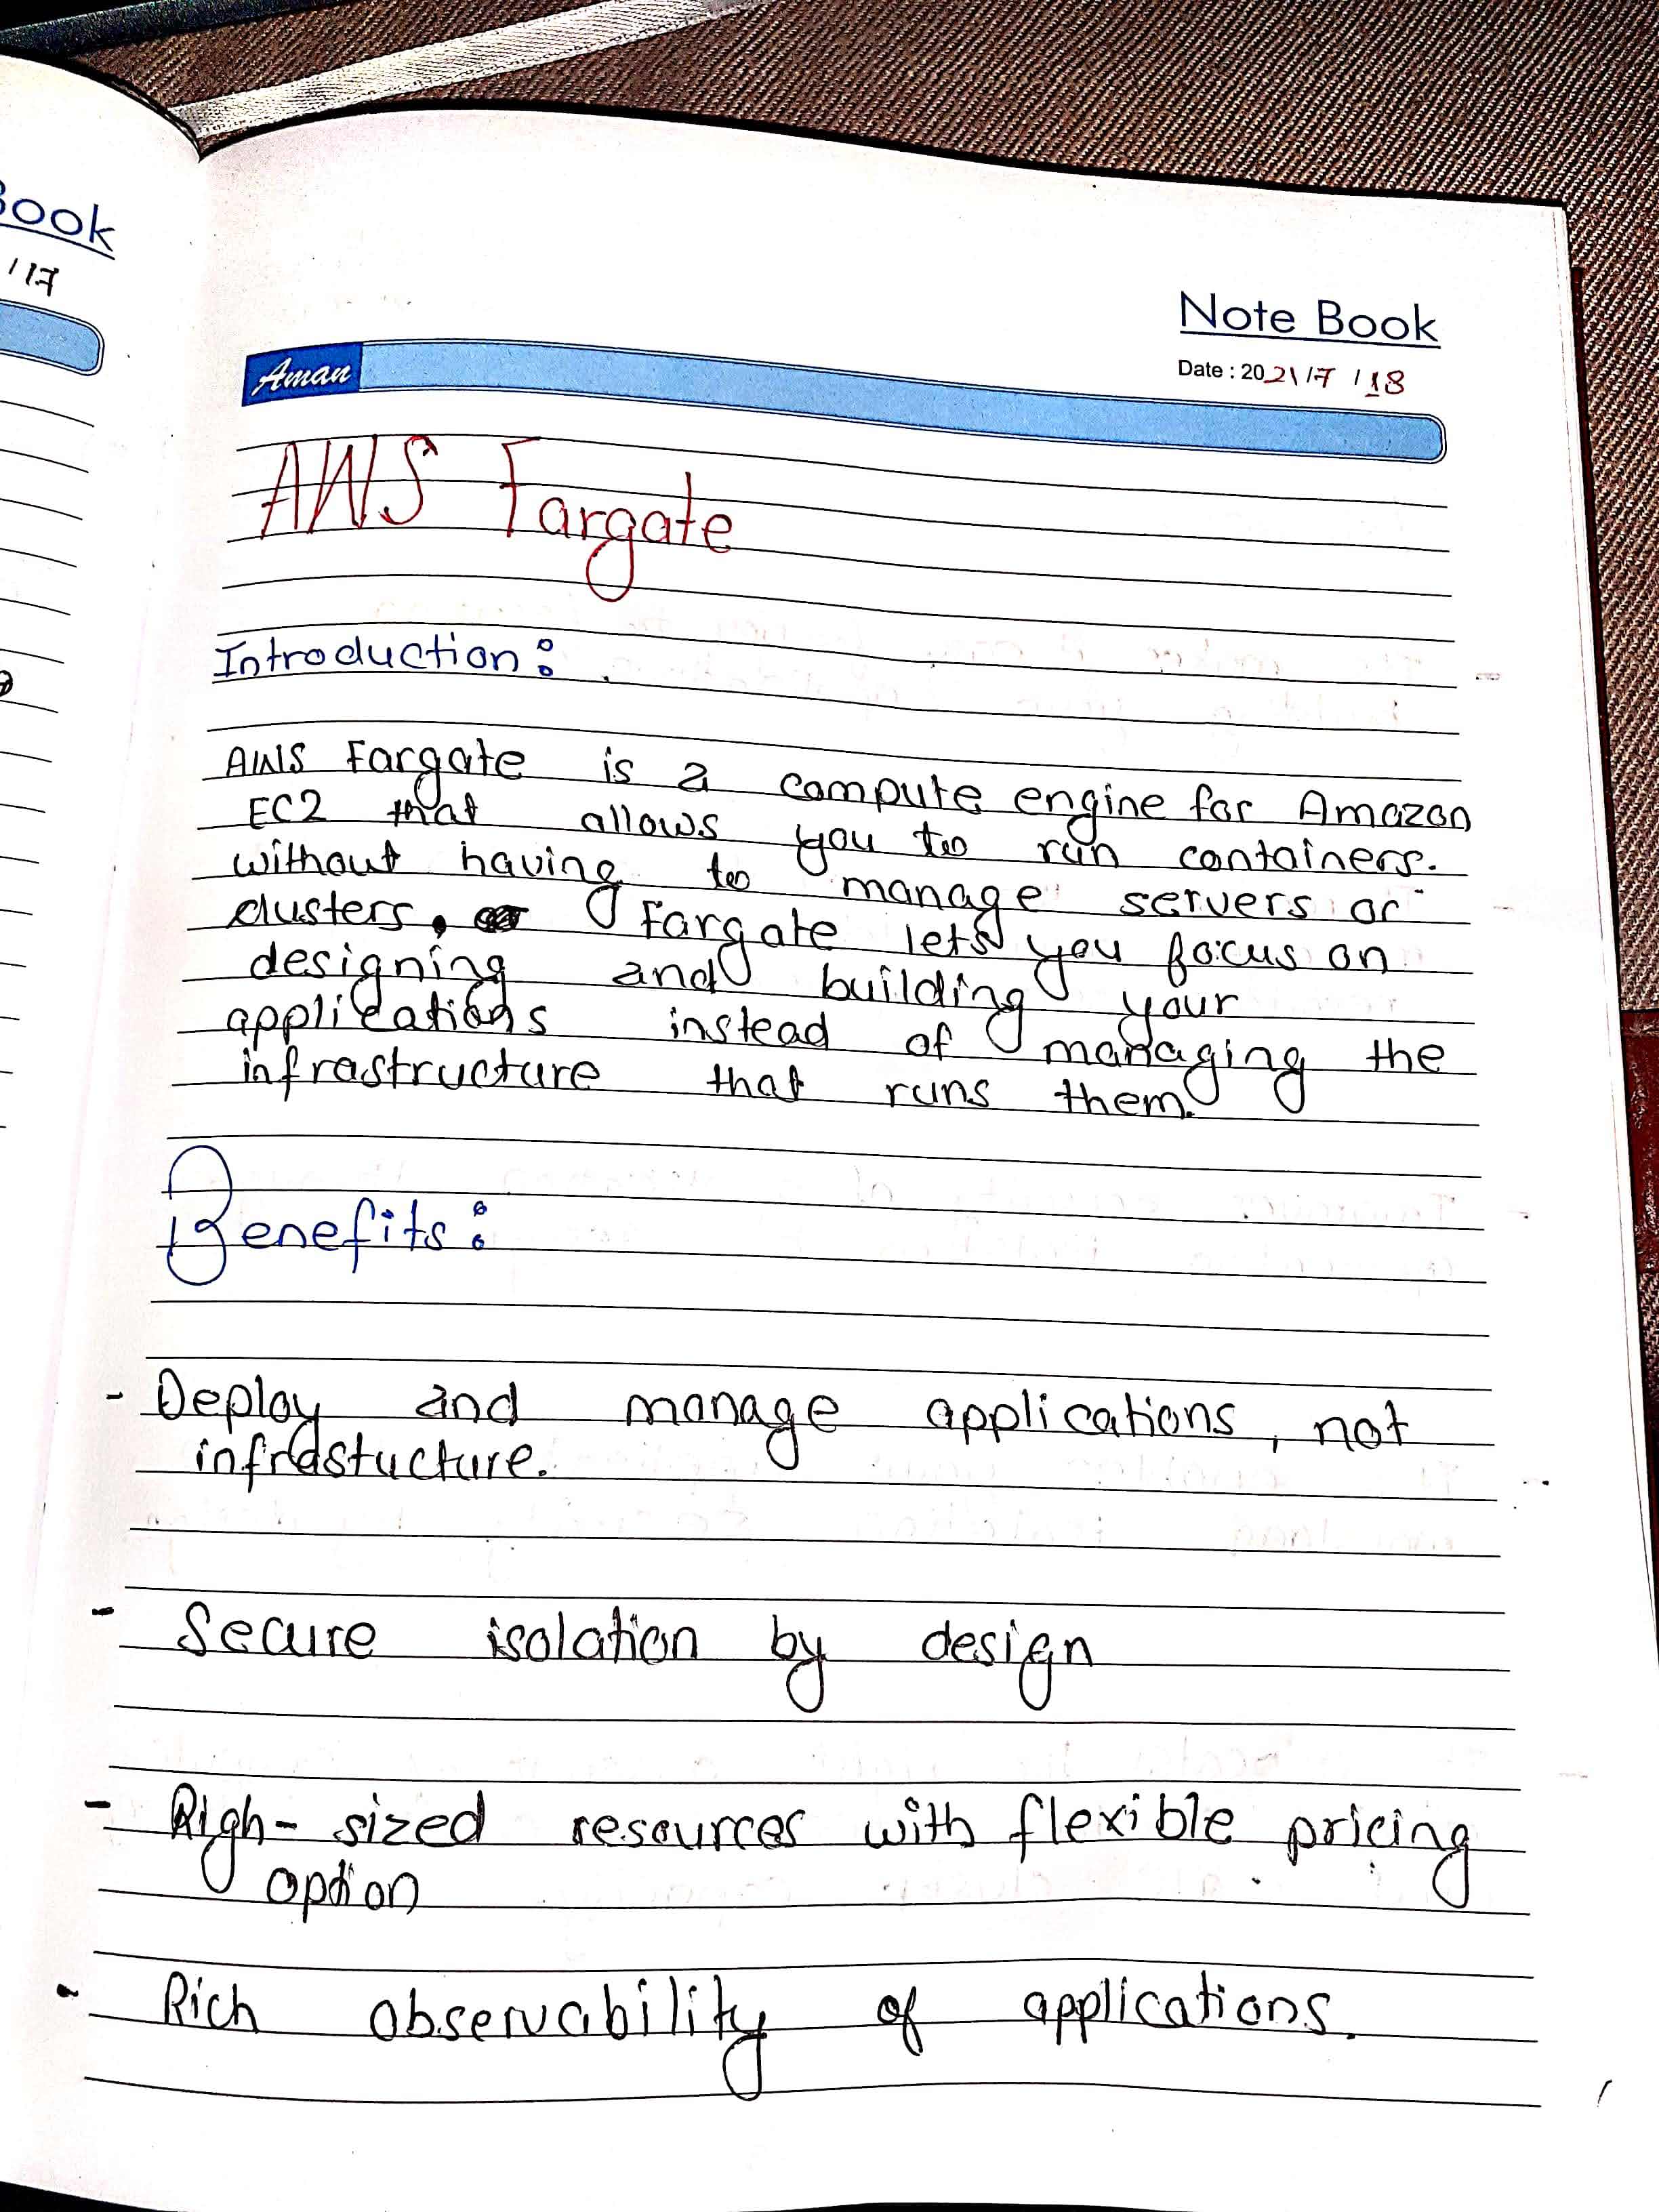 Book
/ 17
Note Book
Date : 2021/7 / 18
Aman
AWS Fargate
Introduction:
AWS Fargate is a compute engine for Amazon
EC2 that allows you to run containers.
without having to manage servers or
clusters. Fargate lets you focus on
designing and building your
applications instead of managing the
infrastructure that runs them.
Benefits:
- Deploy and manage applications, not
infrastucture.
- Secure isolation by design
- Righ-sized resources with flexible pricing
option
- Rich observability of applications.